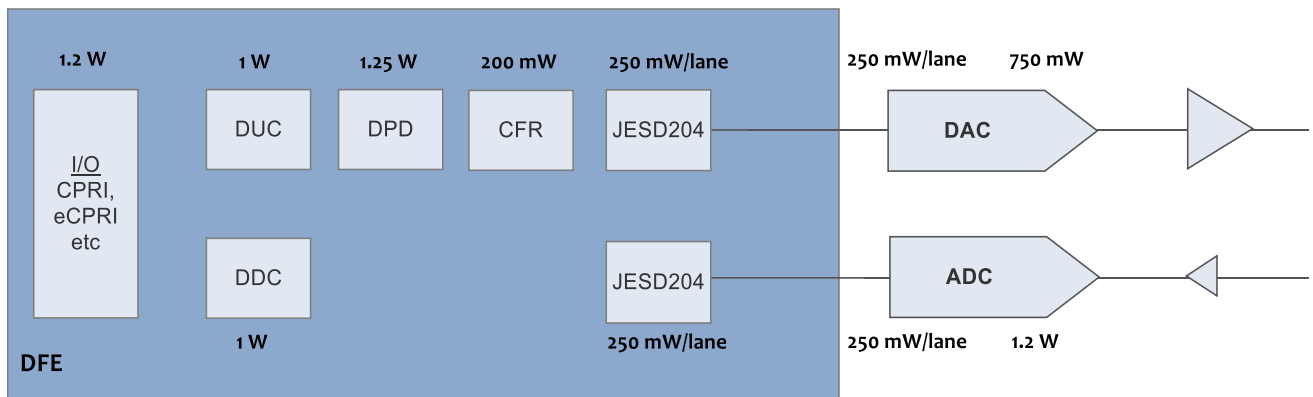 1.2 W
1 W
1.25 W
200 mW
250 mW/lane
250 mW/lane
750 mW
I/O
CPRI,
eCPRI
etc
DUC
DPD
CFR
JESD204
DAC
DDC
JESD204
ADC
1 W
250 mW/lane
250 mW/lane
1.2 W
DFE